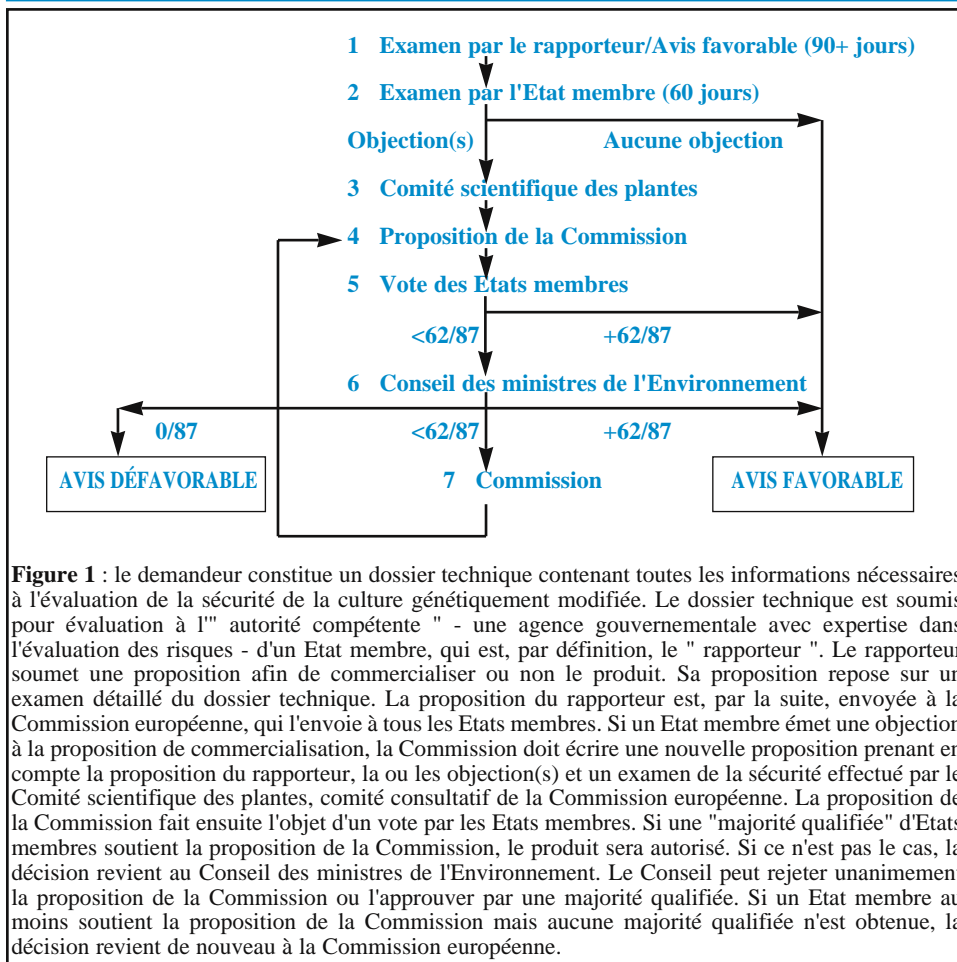 1 Examen par le rapporteur/Avis favorable (90+ jours)
2 Examen par l'Etat membre (60 jours)
Objection(s) Aucune objection
3 Comité scientifique des plantes
4 Proposition de la Commission
5 Vote des Etats membres
<62/87 +62/87
6 Conseil des ministres de l'Environnement
0/87 <62/87 +62/87
AVIS DÉFAVORABLE 7 Commission AVIS FAVORABLE
Figure 1 : le demandeur constitue un dossier technique contenant toutes les informations nécessaires
à l'évaluation de la sécurité de la culture génétiquement modifiée. Le dossier technique est soumis
pour évaluation à l'" autorité compétente " - une agence gouvernementale avec expertise dans
l'évaluation des risques - d'un Etat membre, qui est, par définition, le " rapporteur ". Le rapporteur
soumet une proposition afin de commercialiser ou non le produit. Sa proposition repose sur un
examen détaillé du dossier technique. La proposition du rapporteur est, par la suite, envoyée à la
Commission européenne, qui l'envoie à tous les Etats membres. Si un Etat membre émet une objection
à la proposition de commercialisation, la Commission doit écrire une nouvelle proposition prenant en
compte la proposition du rapporteur, la ou les objection(s) et un examen de la sécurité effectué par le
Comité scientifique des plantes, comité consultatif de la Commission européenne. La proposition de
la Commission fait ensuite l'objet d'un vote par les Etats membres. Si une "majorité qualifiée" d'Etats
membres soutient la proposition de la Commission, le produit sera autorisé. Si ce n'est pas le cas, la
décision revient au Conseil des ministres de l'Environnement. Le Conseil peut rejeter unanimement
la proposition de la Commission ou l'approuver par une majorité qualifiée. Si un Etat membre au
moins soutient la proposition de la Commission mais aucune majorité qualifiée n'est obtenue, la
décision revient de nouveau à la Commission européenne.